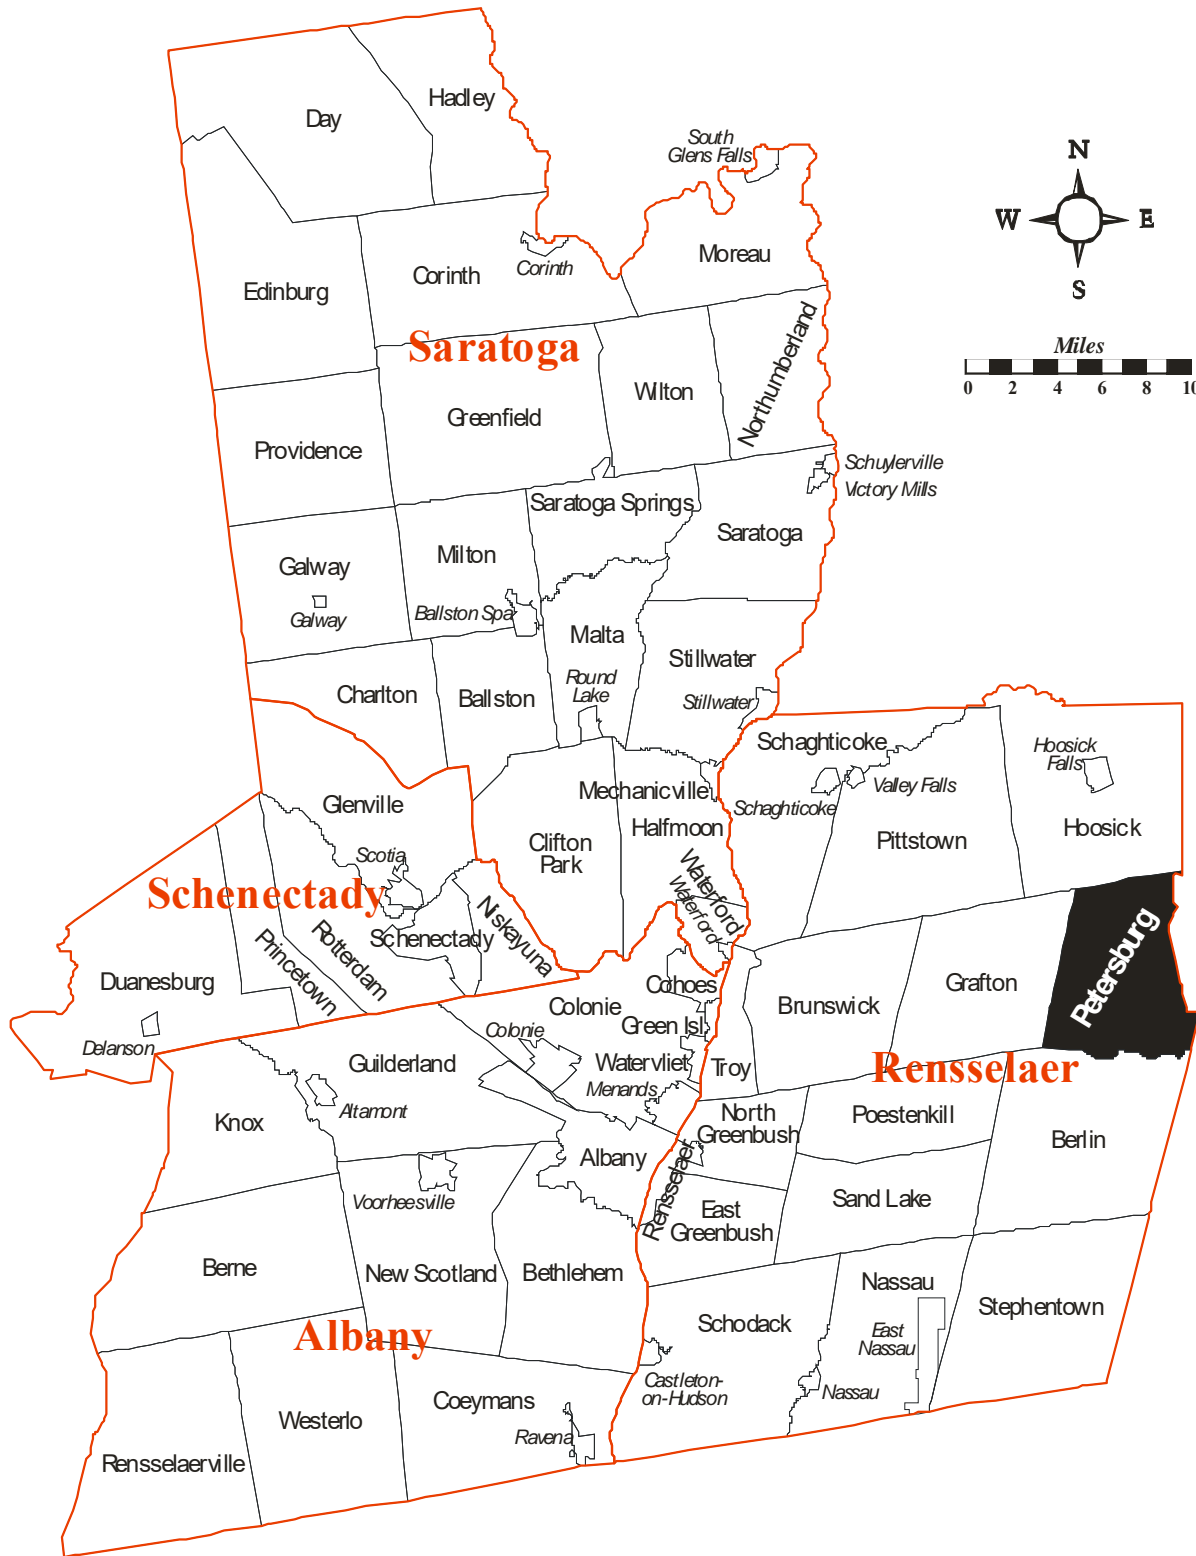 Hadley
Day
South
Glens Falls
N
W
E
S
Moreau
Corinth
Corinth
Edinburg
Northumberland
Miles
0 2 4 6 8 10
Saratoga
Wilton
Greenfield
Providence
Schuylerville
Victory Mills
Saratoga Springs
Saratoga
Milton
Galway
Galway
Ballston Spa
Malta
Stillwater
Round
Lake
Stillwater
Charlton
Ballston
Schaghticoke
Hoosick
Falls
Valley Falls
Schaghticoke
Mechanicville
Glenville
Halfmoon
Hoosick
Pittstown
Clifton
Park
Scotia
Schenectady
Waterford
Waterford
Niskayuna
Schenectady
Rotterdam
Princetown
Petersburg
Duanesburg
Cohoes
Grafton
Brunswick
Colonie
Colonie
Green Isl.
Delanson
Guilderland
Watervliet
Menands
Troy
Rensselaer
Altamont
Knox
North
Greenbush
Poestenkill
Berlin
Albany
Rensselaer
Voorheesville
Sand Lake
East
Greenbush
Berne
New Scotland
Bethlehem
Nassau
Stephentown
Albany
Schodack
East
Nassau
Castleton-
on-Hudson
Nassau
Coeymans
Westerlo
Ravena
Rensselaerville